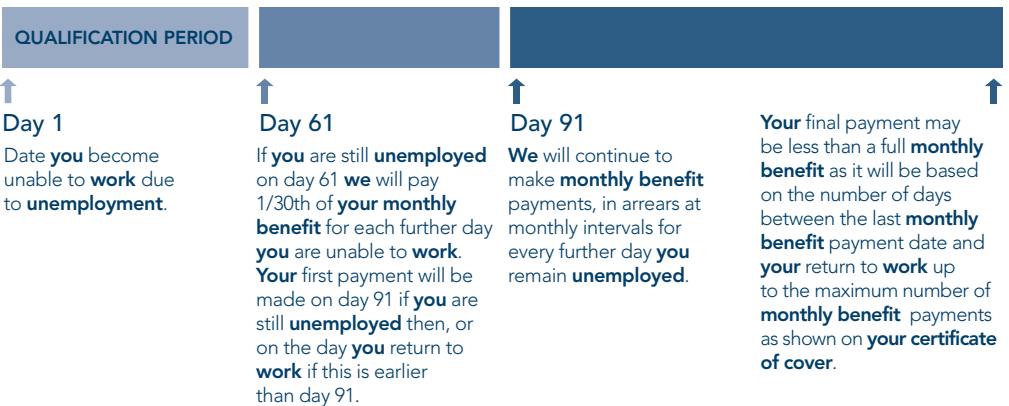 QUALIFICATION PERIOD
Day 1
Date you become
unable to work due
to unemployment.
Day 61
If you are still unemployed
on day 61 we will pay
1/30th of your monthly
benefit for each further day
you are unable to work.
Your first payment will be
made on day 91 if you are
still unemployed then, or
on the day you return to
work if this is earlier
than day 91.
Day 91
We will continue to
make monthly benefit
payments, in arrears at
monthly intervals for
every further day you
remain unemployed.
Your final payment may
be less than a full monthly
benefit as it will be based
on the number of days
between the last monthly
benefit payment date and
your return to work up
to the maximum number of
monthly benefit payments
as shown on your certificate
of cover.